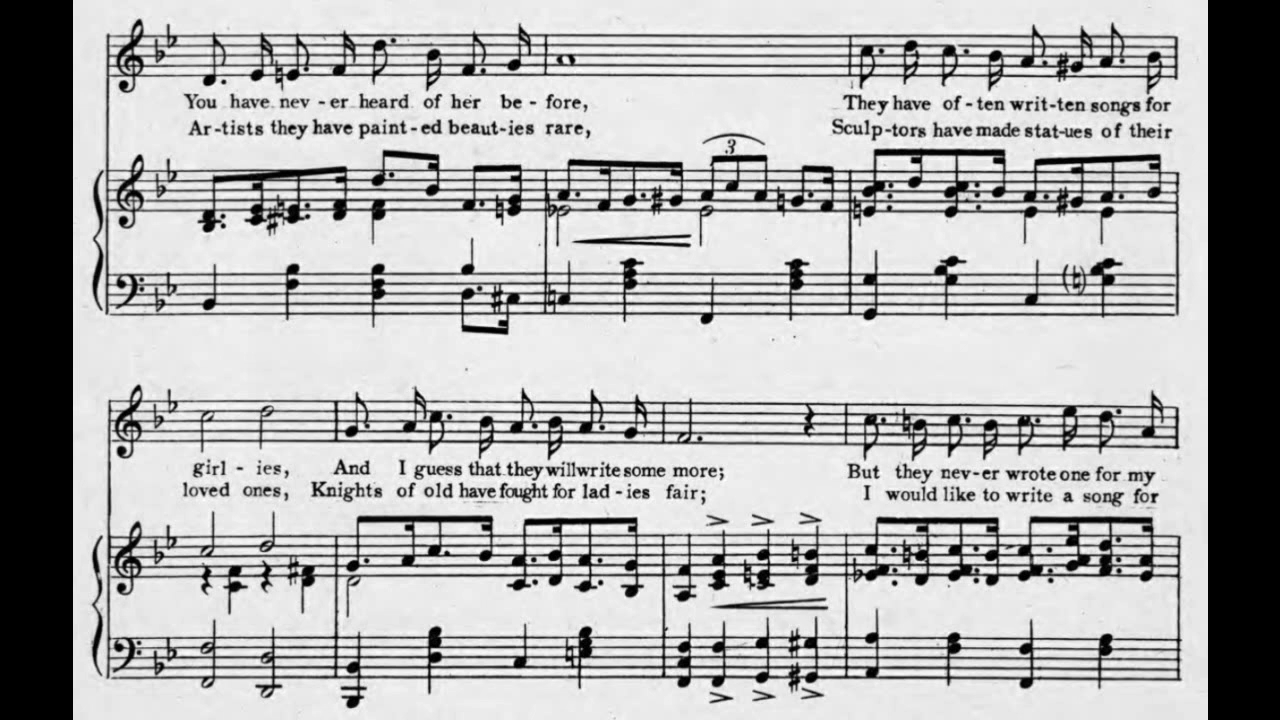 You have nev - er heard of her be - fore, They have of - ten writ - ten songs for
Ar - tists they have paint - ed beaut - ies rare, Sculp - tors have made stat - ues of their
3
girl - ies, And I guess that they will write some more; But they nev - er wrote one for my
loved ones, Knights of old have fought for lad - ies fair; I would like to write a song for